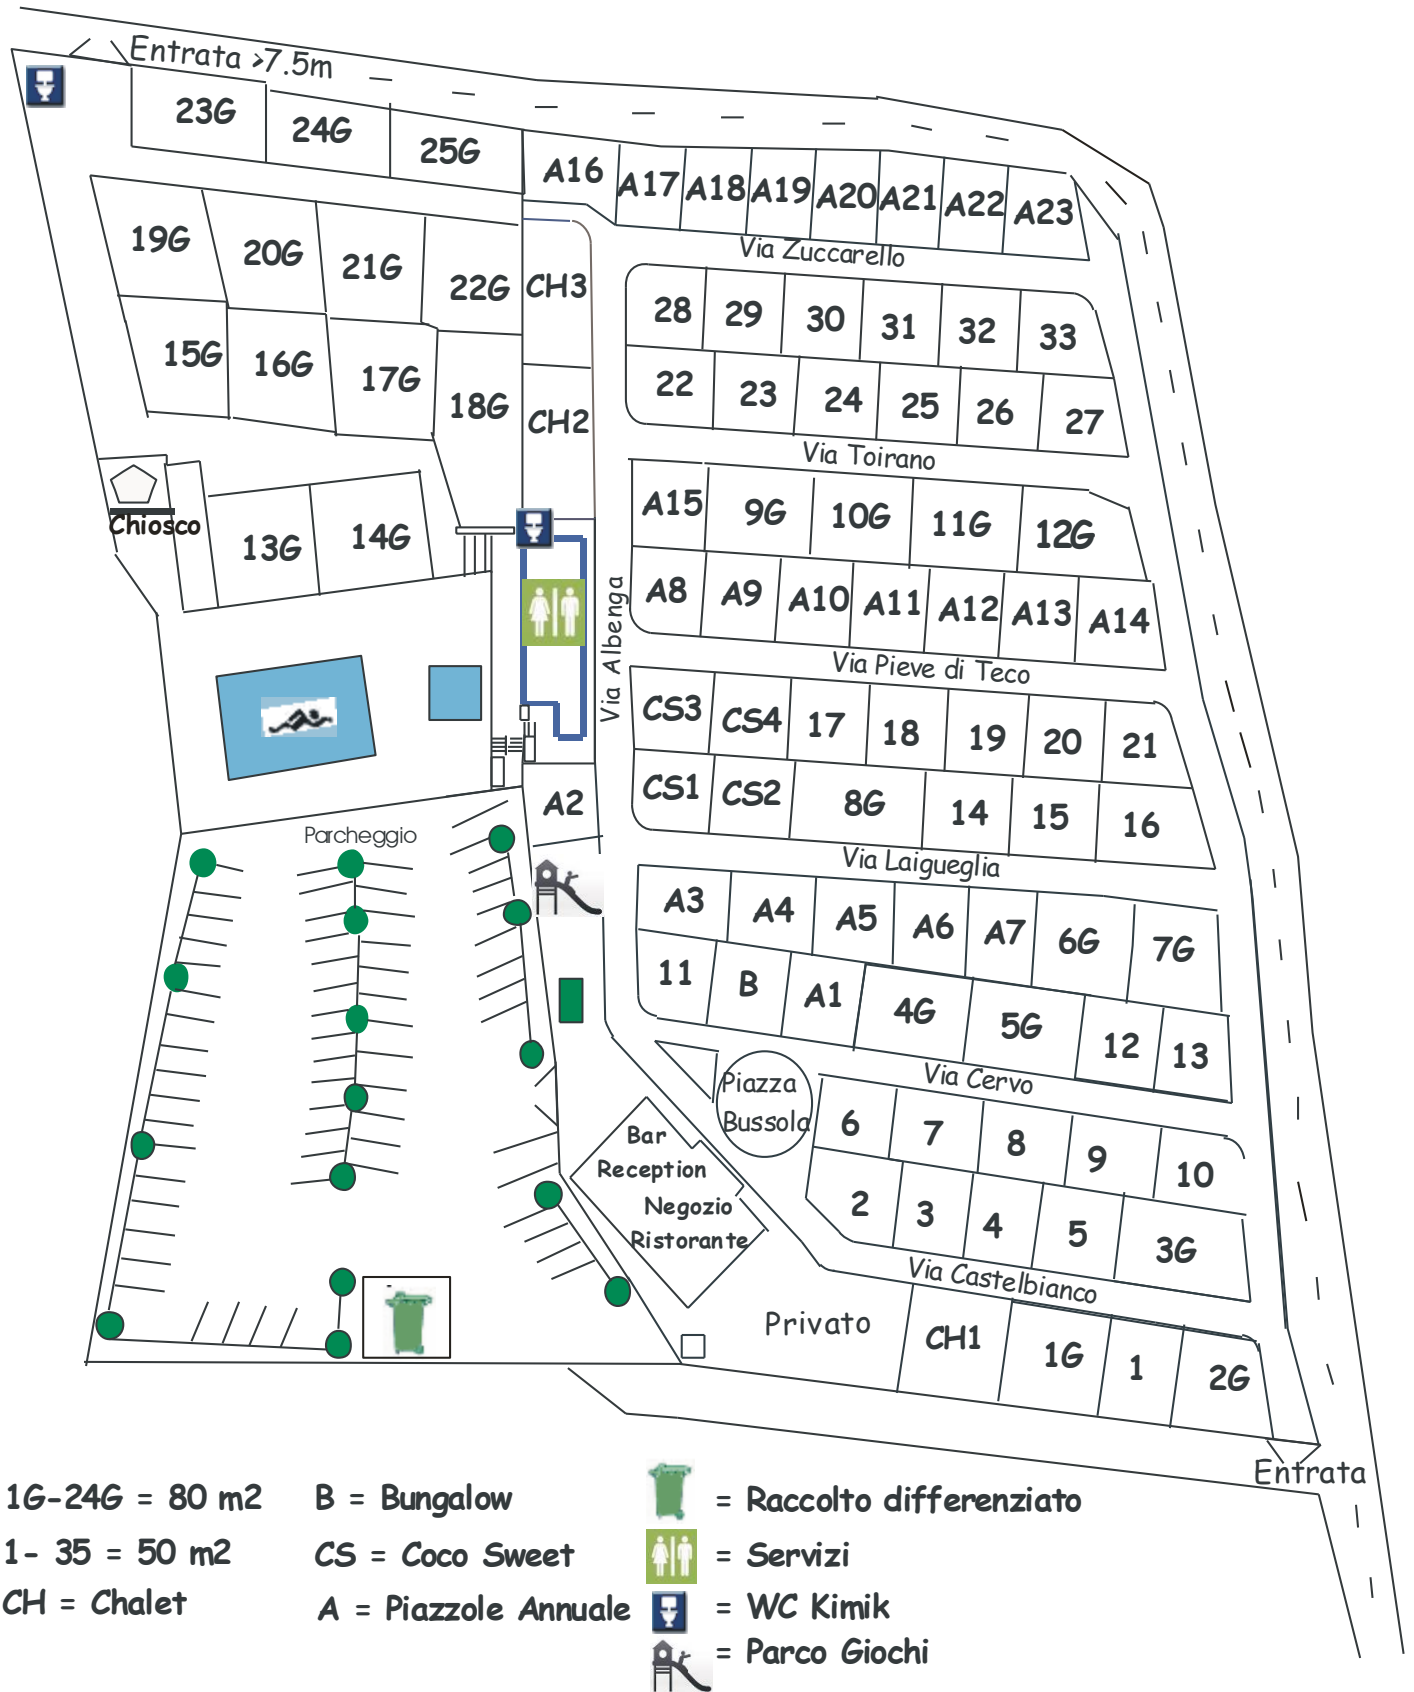 Entrata >7.5m
23G
24G
25G
A16
A17
A18
A19
A20
A21
A22
A23
Via Zuccarello
19G
20G
21G
22G
CH3
28
29
30
31
32
33
15G
16G
17G
18G
CH2
22
23
24
25
26
27
Via Toirano
Chiosco
13G
14G
A15
9G
10G
11G
12G
A8
A9
A10
A11
A12
A13
A14
Via Albenga
Via Pieve di Teco
CS3
CS4
17
18
19
20
21
CS1
CS2
8G
14
15
16
A2
Parcheggio
Via Laigueglia
A3
A4
A5
A6
A7
6G
7G
11
B
A1
4G
5G
12
13
Via Cervo
Piazza
Bussola
6
7
8
9
10
Bar
Reception
Negozio
Ristorante
2
3
4
5
3G
Via Castelbianco
Privato
CH1
1G
1
2G
Entrata
1G-24G = 80 m2
1- 35 = 50 m2
CH = Chalet
B = Bungalow
CS = Coco Sweet
A = Piazzole Annuale
= Raccolto differenziato
= Servizi
= WC Kimik
= Parco Giochi